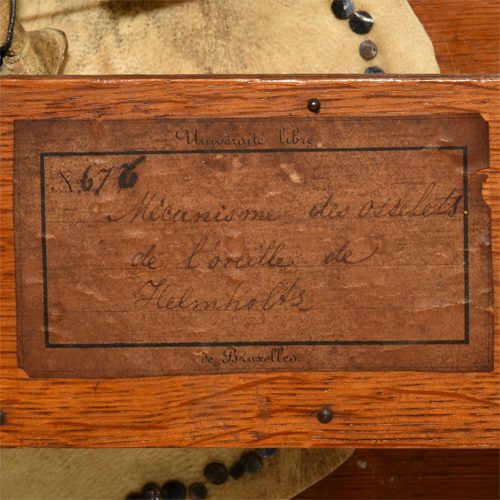 Université libre
N. 676
Mécanisme des osselets
de l'oreille de
Helmholtz
de Bruxelles.